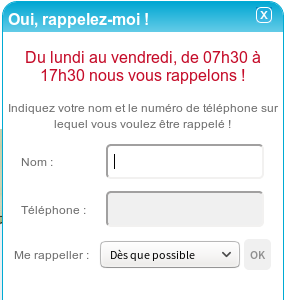 Oui, rappelez-moi !
X
Du lundi au vendredi, de 07h30 à
17h30 nous vous rappelons !
Indiquez votre nom et le numéro de téléphone sur
lequel vous voulez être rappelé !
Nom :
Téléphone :
Me rappeller : Dès que possible OK